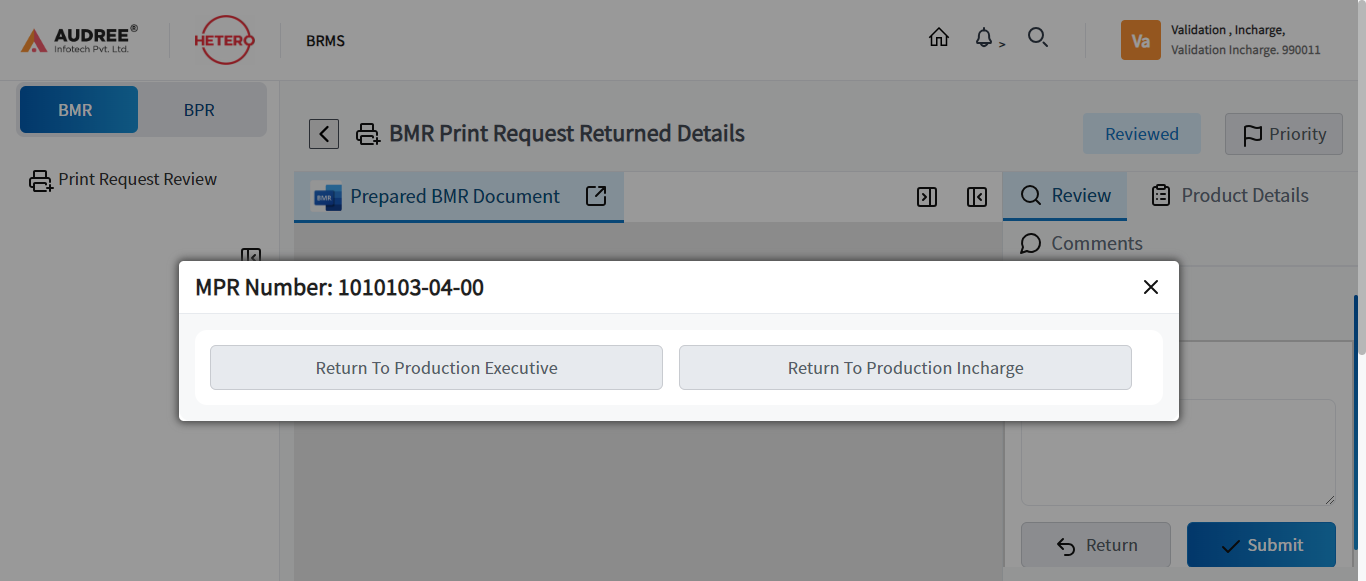 AUDREE®
Infotech Pvt. Ltd.
HETERO
BRMS
>
Va
Validation , Incharge,
Validation Incharge. 990011
BMR
BPR
Print Request Review
BMR Print Request Returned Details
Reviewed
Priority
BMR
Prepared BMR Document
Review
Product Details
Comments
MPR Number: 1010103-04-00
Return To Production Executive
Return To Production Incharge
Return
Submit